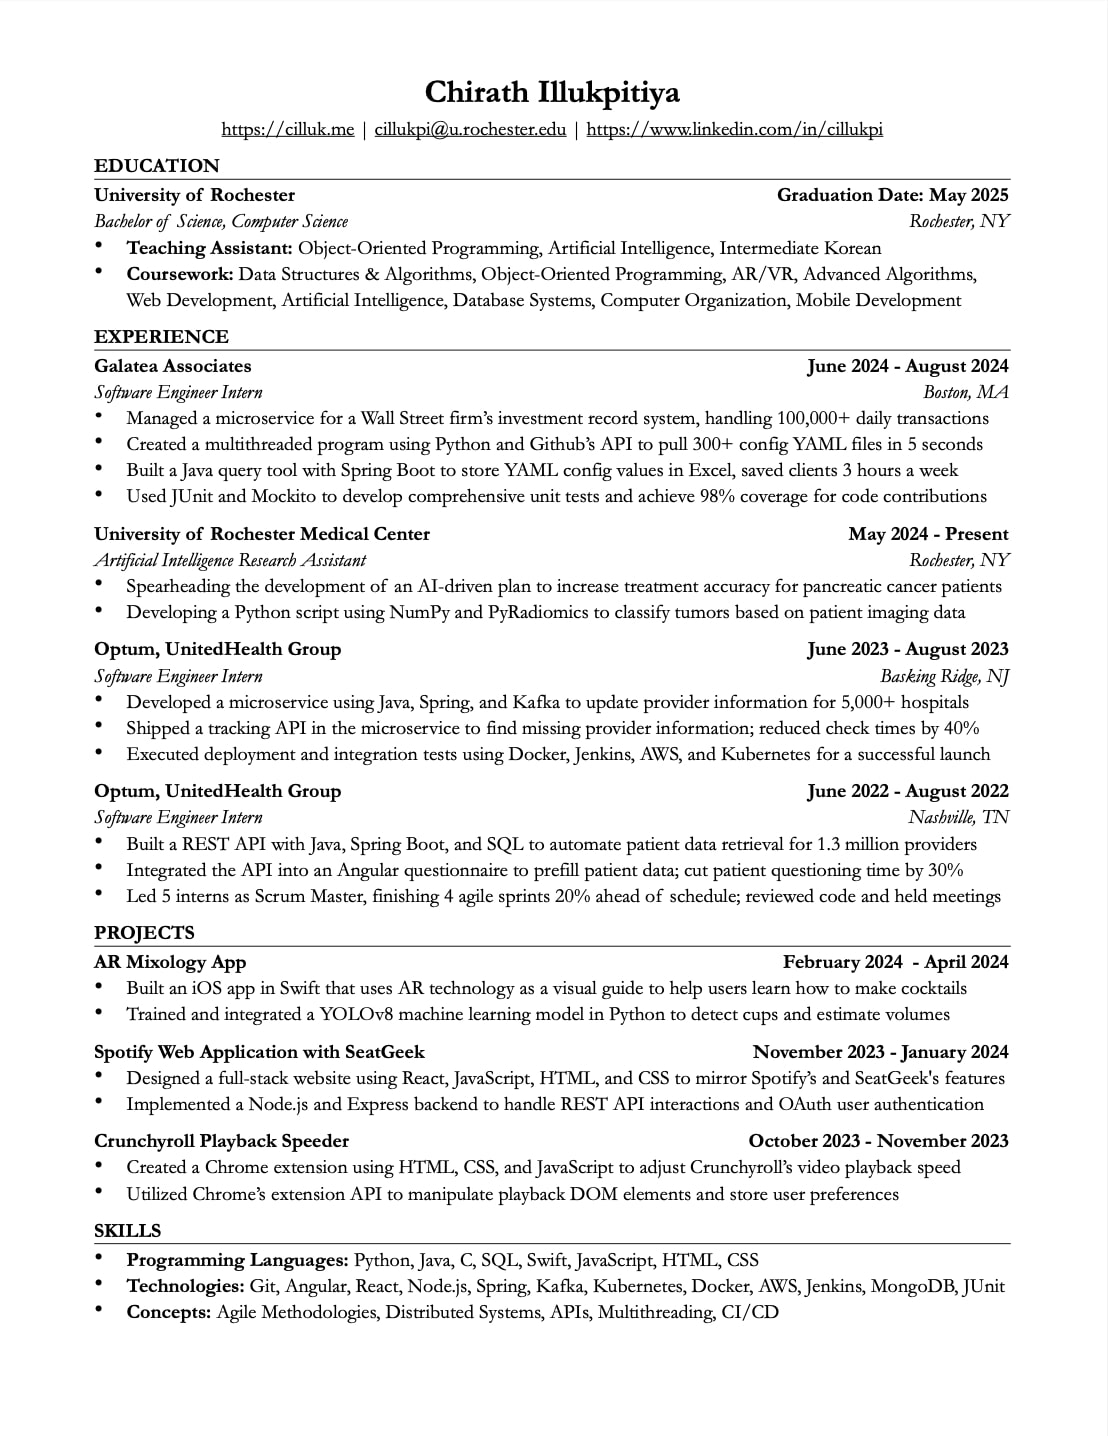 Chirath Illukpitiya
https://cilluk.me | cillukpi@u.rochester.edu | https://www.linkedin.com/in/cillukpi
EDUCATION
University of Rochester Graduation Date: May 2025
Bachelor of Science, Computer Science Rochester, NY
• Teaching Assistant: Object-Oriented Programming, Artificial Intelligence, Intermediate Korean
• Coursework: Data Structures & Algorithms, Object-Oriented Programming, AR/VR, Advanced Algorithms,
Web Development, Artificial Intelligence, Database Systems, Computer Organization, Mobile Development
EXPERIENCE
Galatea Associates June 2024 - August 2024
Software Engineer Intern Boston, MA
• Managed a microservice for a Wall Street firm’s investment record system, handling 100,000+ daily transactions
• Created a multithreaded program using Python and Github’s API to pull 300+ config YAML files in 5 seconds
• Built a Java query tool with Spring Boot to store YAML config values in Excel, saved clients 3 hours a week
• Used JUnit and Mockito to develop comprehensive unit tests and achieve 98% coverage for code contributions
University of Rochester Medical Center May 2024 - Present
Artificial Intelligence Research Assistant Rochester, NY
• Spearheading the development of an AI-driven plan to increase treatment accuracy for pancreatic cancer patients
• Developing a Python script using NumPy and PyRadiomics to classify tumors based on patient imaging data
Optum, UnitedHealth Group June 2023 - August 2023
Software Engineer Intern Basking Ridge, NJ
• Developed a microservice using Java, Spring, and Kafka to update provider information for 5,000+ hospitals
• Shipped a tracking API in the microservice to find missing provider information; reduced check times by 40%
• Executed deployment and integration tests using Docker, Jenkins, AWS, and Kubernetes for a successful launch
Optum, UnitedHealth Group June 2022 - August 2022
Software Engineer Intern Nashville, TN
• Built a REST API with Java, Spring Boot, and SQL to automate patient data retrieval for 1.3 million providers
• Integrated the API into an Angular questionnaire to prefill patient data; cut patient questioning time by 30%
• Led 5 interns as Scrum Master, finishing 4 agile sprints 20% ahead of schedule; reviewed code and held meetings
PROJECTS
AR Mixology App February 2024 - April 2024
• Built an iOS app in Swift that uses AR technology as a visual guide to help users learn how to make cocktails
• Trained and integrated a YOLOv8 machine learning model in Python to detect cups and estimate volumes
Spotify Web Application with SeatGeek November 2023 - January 2024
• Designed a full-stack website using React, JavaScript, HTML, and CSS to mirror Spotify’s and SeatGeek's features
• Implemented a Node.js and Express backend to handle REST API interactions and OAuth user authentication
Crunchyroll Playback Speeder October 2023 - November 2023
• Created a Chrome extension using HTML, CSS, and JavaScript to adjust Crunchyroll’s video playback speed
• Utilized Chrome’s extension API to manipulate playback DOM elements and store user preferences
SKILLS
• Programming Languages: Python, Java, C, SQL, Swift, JavaScript, HTML, CSS
• Technologies: Git, Angular, React, Node.js, Spring, Kafka, Kubernetes, Docker, AWS, Jenkins, MongoDB, JUnit
• Concepts: Agile Methodologies, Distributed Systems, APIs, Multithreading, CI/CD